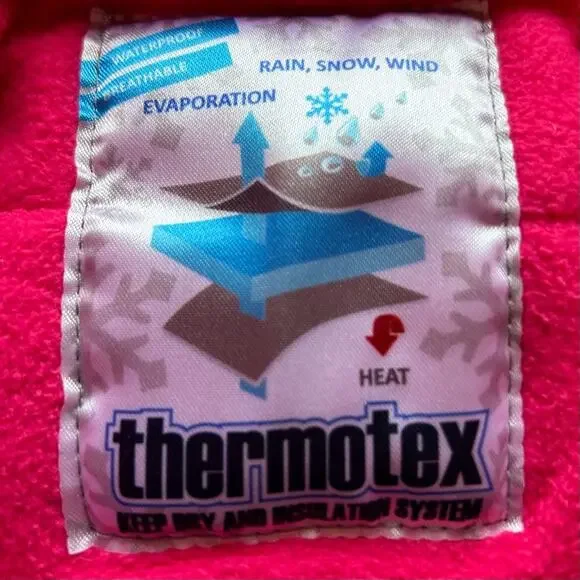 WATERPROOF
BREATHABLE
RAIN, SNOW, WIND
EVAPORATION
HEAT
thermotex
KEEP DRY AND INSULATION SYSTEM